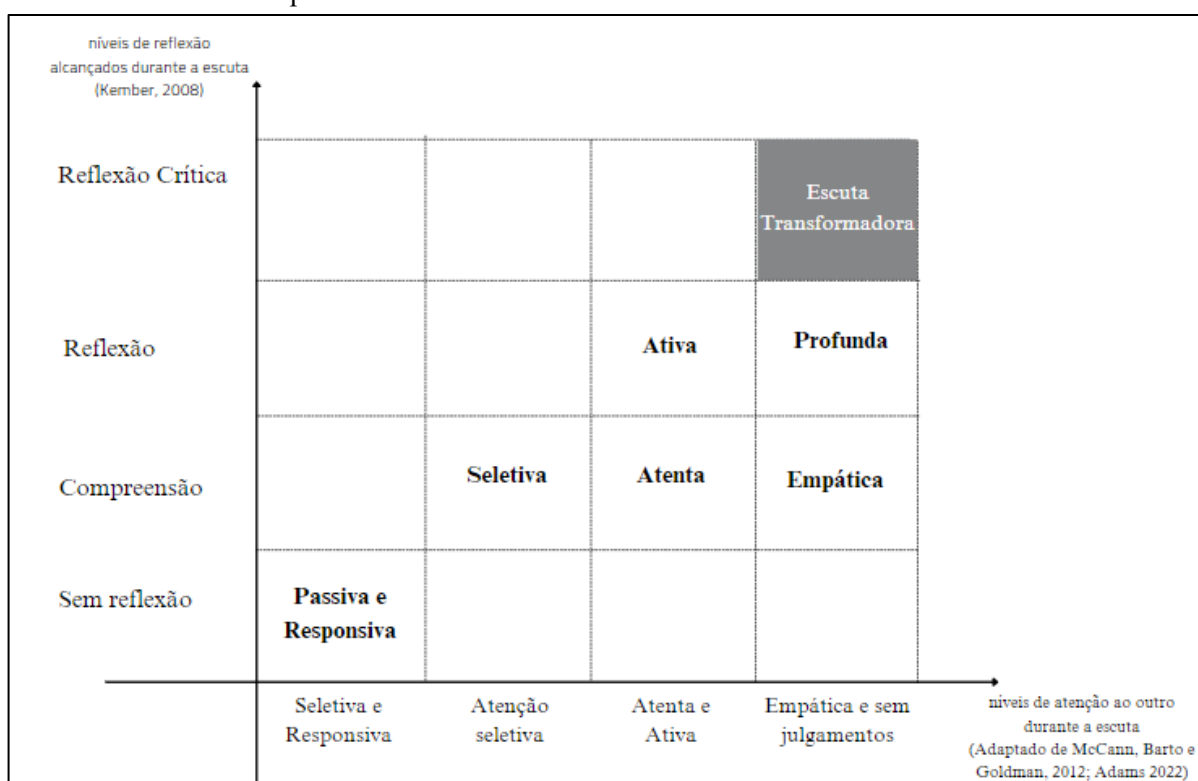 níveis de reflexão
alcançados durante a escuta
(Kember, 2008)
Reflexão Crítica
Escuta
Transformadora
Reflexão
Ativa
Profunda
Compreensão
Seletiva
Atenta
Empática
Sem reflexão
Passiva e
Responsiva
Seletiva e
Responsiva
Atenção
seletiva
Atenta e
Ativa
Empática e sem
julgamentos
níveis de atenção ao outro
durante a escuta
(Adaptado de McCann, Barto e
Goldman, 2012; Adams 2022)